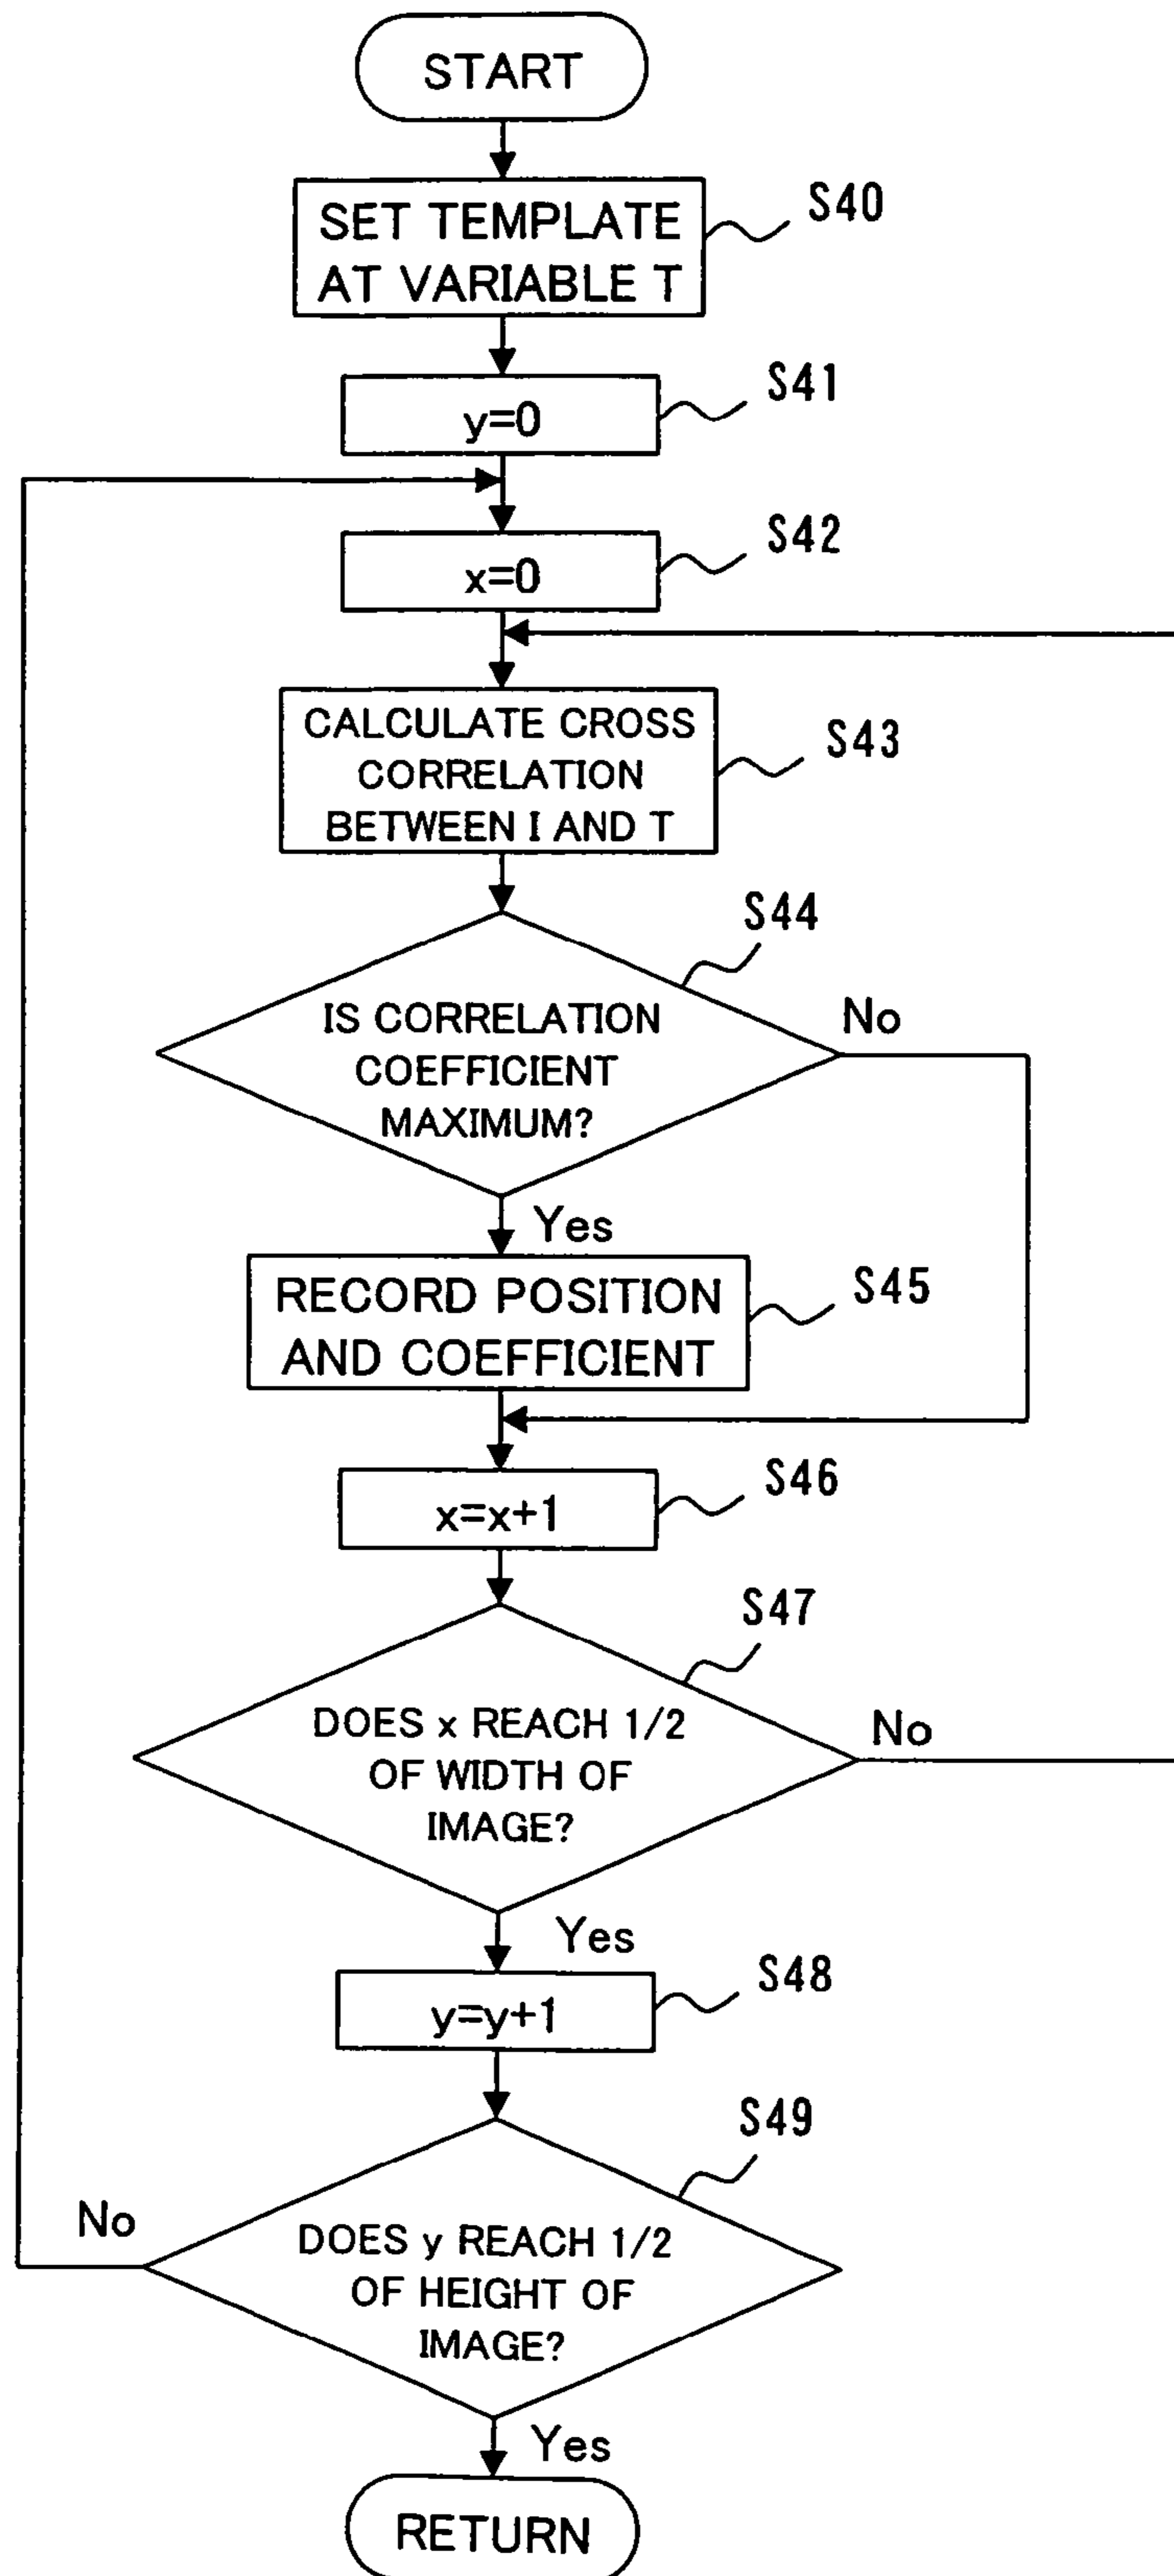 START
SET TEMPLATE
AT VARIABLE T
S40
y=0
S41
x=0
S42
CALCULATE CROSS
CORRELATION
BETWEEN I AND T
S43
S44
IS CORRELATION
COEFFICIENT
MAXIMUM?
No
Yes
RECORD POSITION
AND COEFFICIENT
S45
x=x+1
S46
S47
DOES x REACH 1/2
OF WIDTH OF
IMAGE?
No
Yes
y=y+1
S48
S49
DOES y REACH 1/2
OF HEIGHT OF
IMAGE?
No
Yes
RETURN